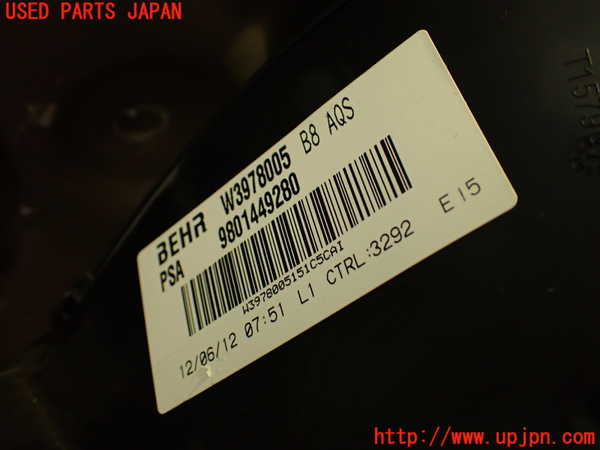 USED PARTS JAPAN
BEHR W3978005 B8 AQS
PSA 9801449280
W3978005151C5CAI
12/06/12 07:51 L1 CTRL:3292 E15
http://www.upjpn.com/